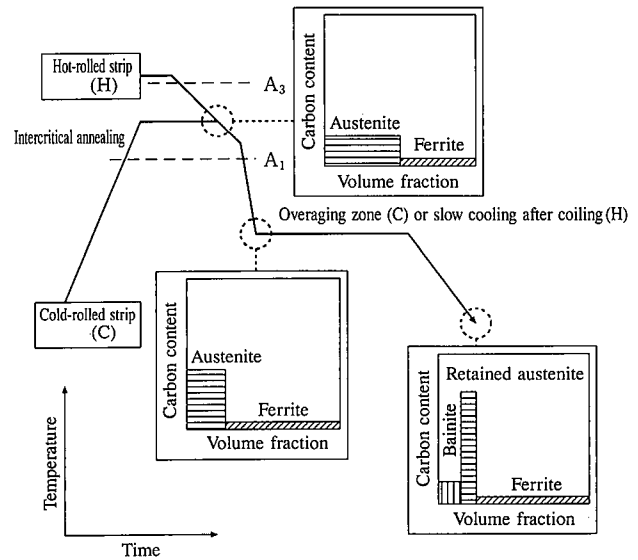 Hot-rolled strip
(H)
A3
Intercritical annealing
A1
Carbon content
Austenite
Ferrite
Volume fraction
Overaging zone (C) or slow cooling after coiling (H)
Cold-rolled strip
(C)
Carbon content
Austenite
Ferrite
Volume fraction
Carbon content
Retained austenite
Bainite
Ferrite
Volume fraction
Temperature
Time